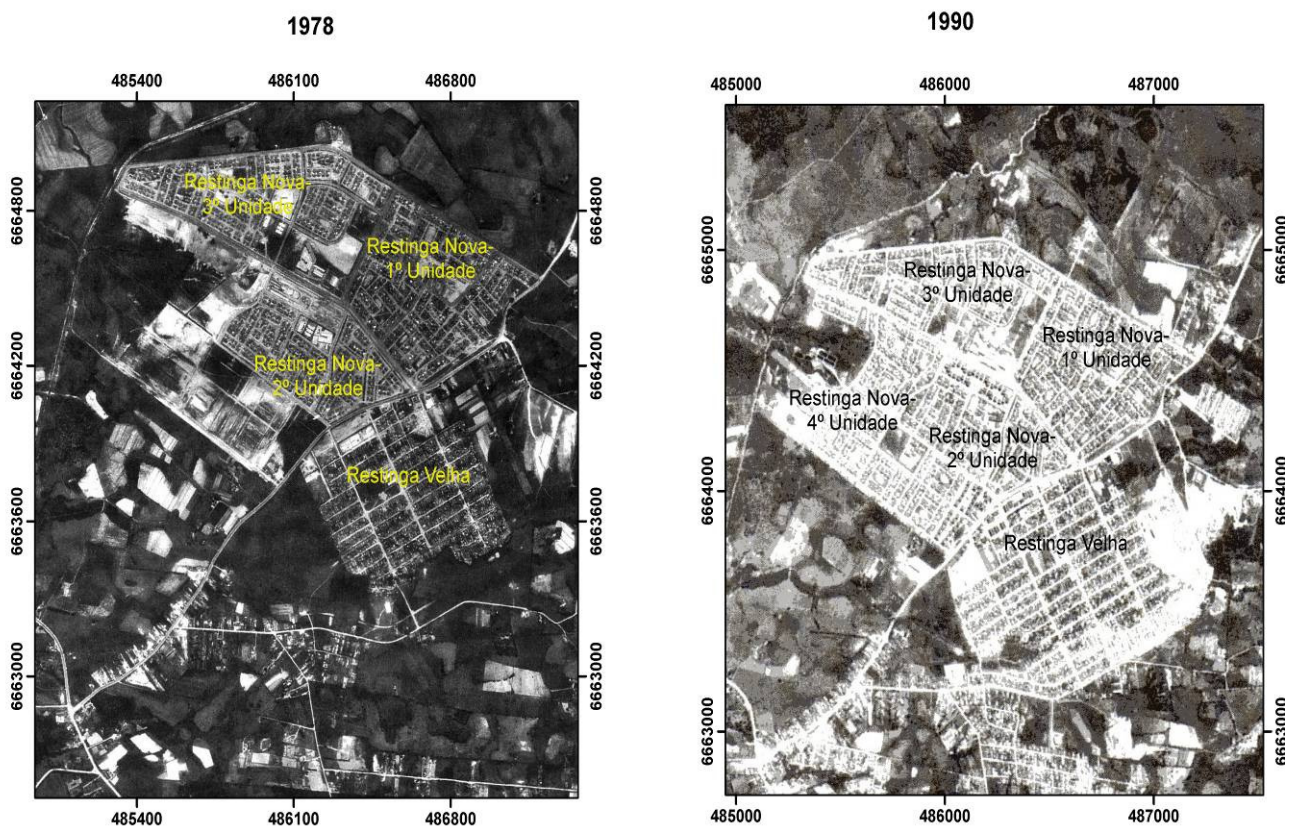 1978
485400 486100 486800
6664800
6664200
6663600
6663000
Restinga Nova-
3º Unidade
Restinga Nova-
1º Unidade
Restinga Nova-
2º Unidade
Restinga Velha
6664800
6664200
6663600
6663000
485400 486100 486800
1990
485000 486000 487000
6665000
6664000
6663000
Restinga Nova-
3º Unidade
Restinga Nova-
1º Unidade
Restinga Nova-
4º Unidade
Restinga Nova-
2º Unidade
Restinga Velha
6665000
6664000
6663000
485000 486000 487000